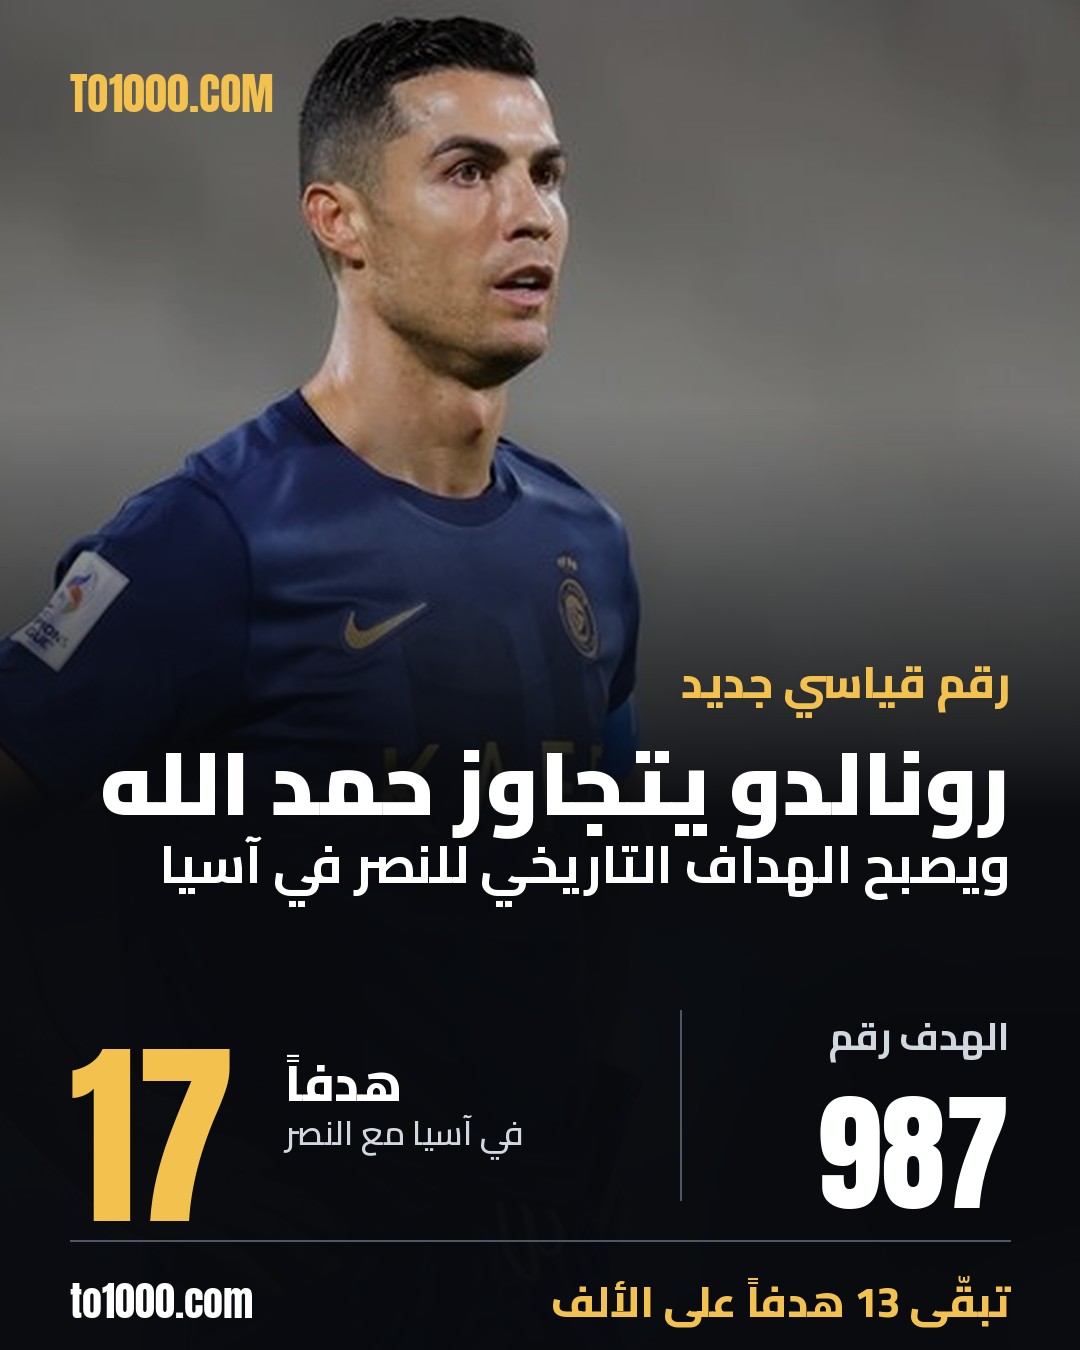 TO1000.COM
رقم قياسي جديد
رونالدو يتجاوز حمد الله
ويصبح الهداف التاريخي للنصر في آسيا
الهدف رقم
987
17
هدفاً
في آسيا مع النصر
تبقّى 13 هدفاً على الألف
to1000.com